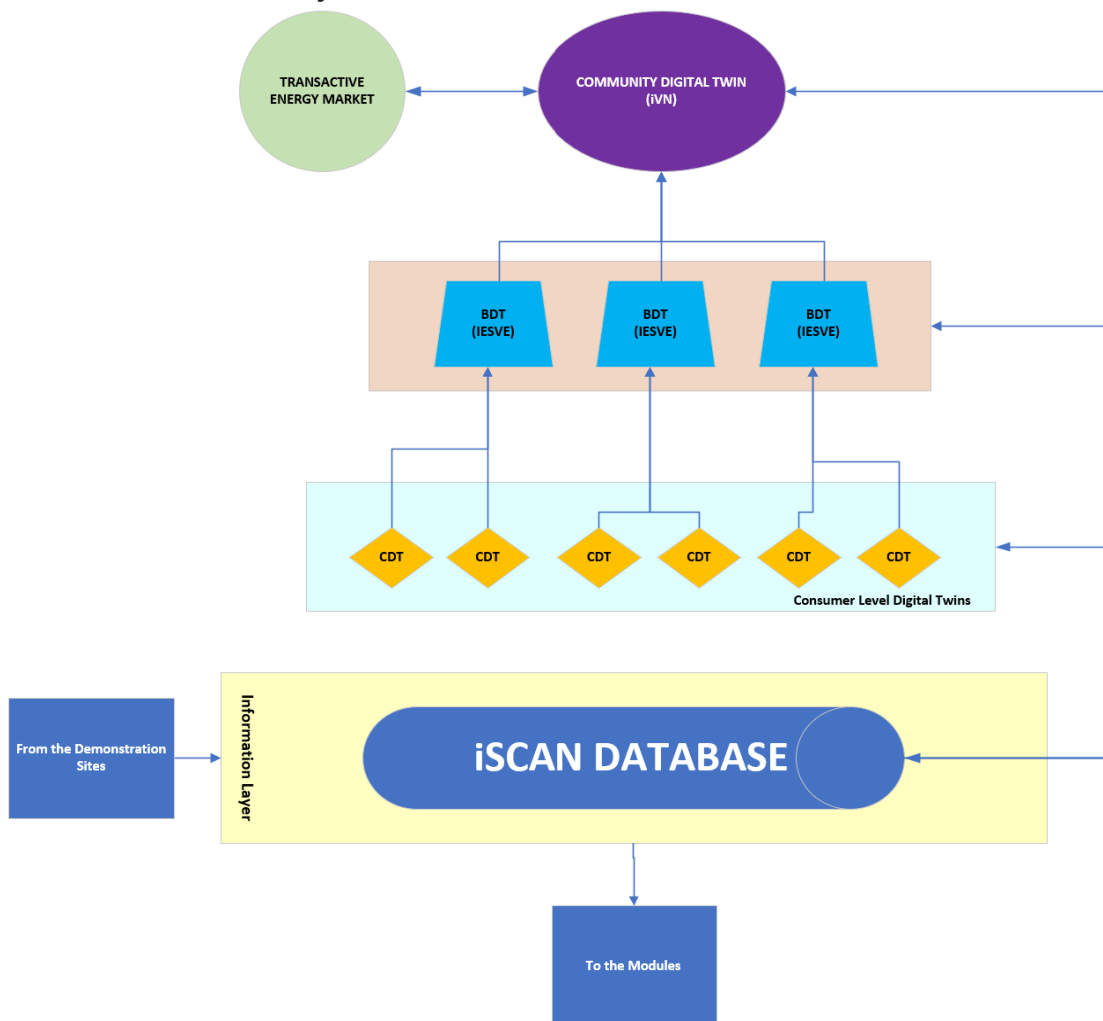 TRANSACTIVE
ENERGY MARKET
COMMUNITY DIGITAL TWIN
(iVN)
BDT
(IESVE)
BDT
(IESVE)
BDT
(IESVE)
CDT
CDT
CDT
CDT
CDT
CDT
Consumer Level Digital Twins
From the Demonstration
Sites
Information Layer
iSCAN DATABASE
To the Modules